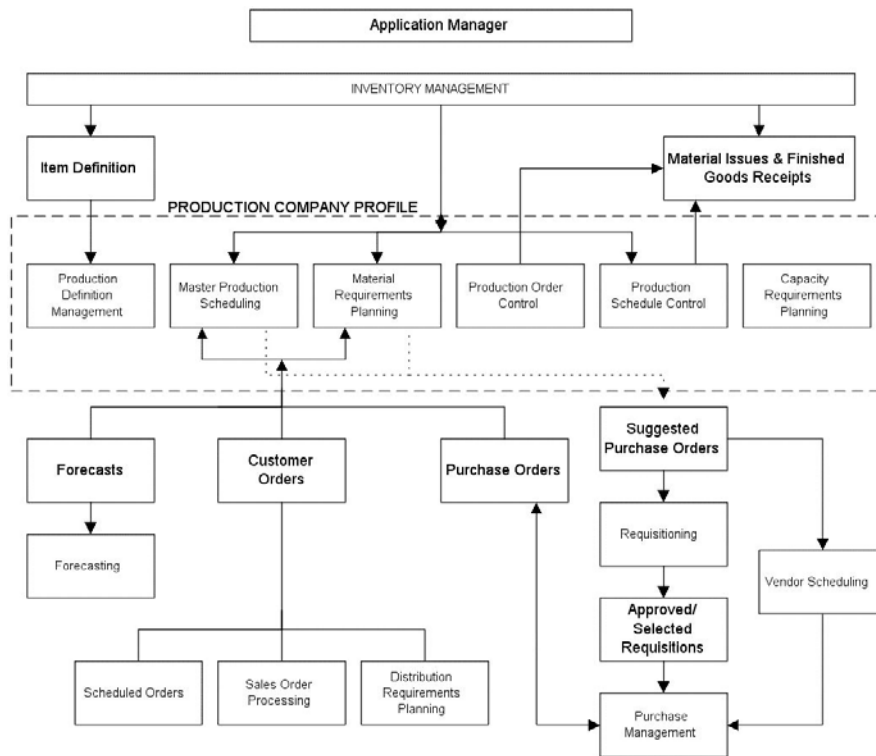 Application Manager
INVENTORY MANAGEMENT
Item Definition
Material Issues & Finished
Goods Receipts
PRODUCTION COMPANY PROFILE
Production
Definition
Management
Master Production
Scheduling
Material
Requirements
Planning
Production Order
Control
Production
Schedule Control
Capacity
Requirements
Planning
Forecasts
Customer
Orders
Purchase Orders
Suggested
Purchase Orders
Forecasting
Requisitioning
Vendor Scheduling
Approved/
Selected
Requisitions
Scheduled Orders
Sales Order
Processing
Distribution
Requirements
Planning
Purchase
Management